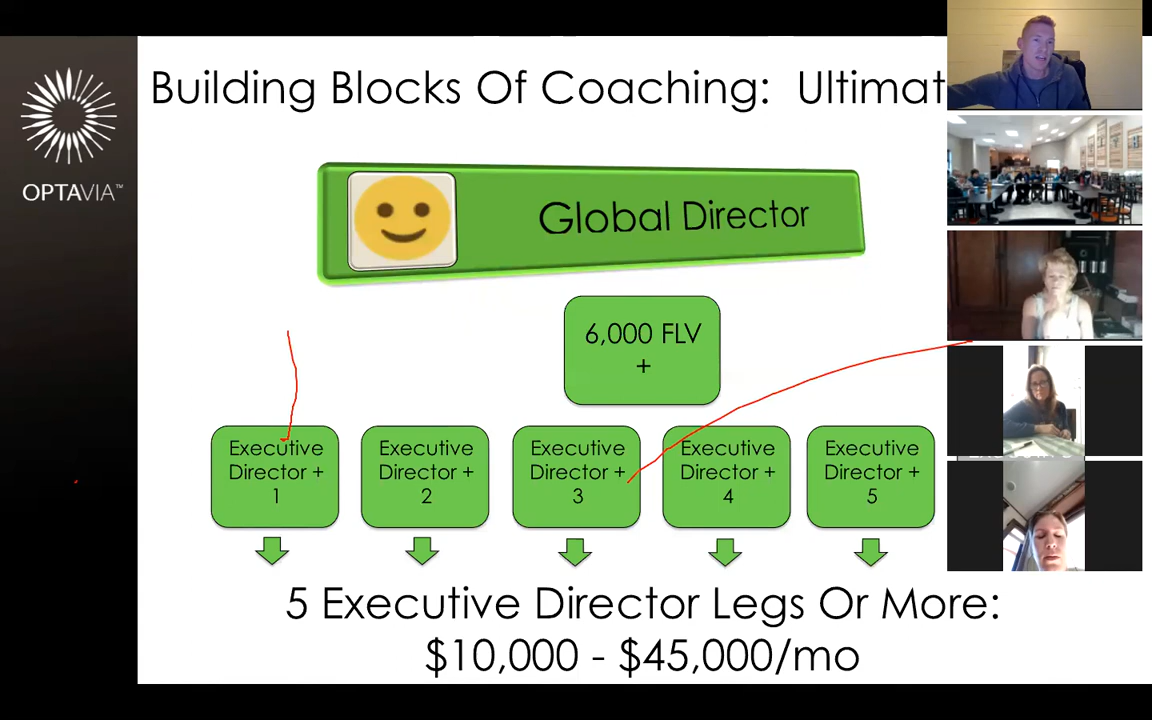 Building Blocks Of Coaching: Ultimat
OPTAVIA™
Global Director
6,000 FLV
+
Executive
Director +
1
Executive
Director +
2
Executive
Director +
3
Executive
Director +
4
Executive
Director +
5
5 Executive Director Legs Or More:
$10,000 - $45,000/mo